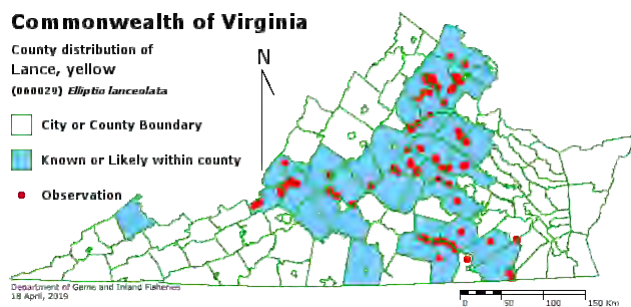 Commonwealth of Virginia
County distribution of
Lance, yellow
(060029) Elliptio lanceolata
N
City or County Boundary
Known or Likely within county
Observation
Department of Game and Inland Fisheries
18 April, 2019
0 50 100 150 Km